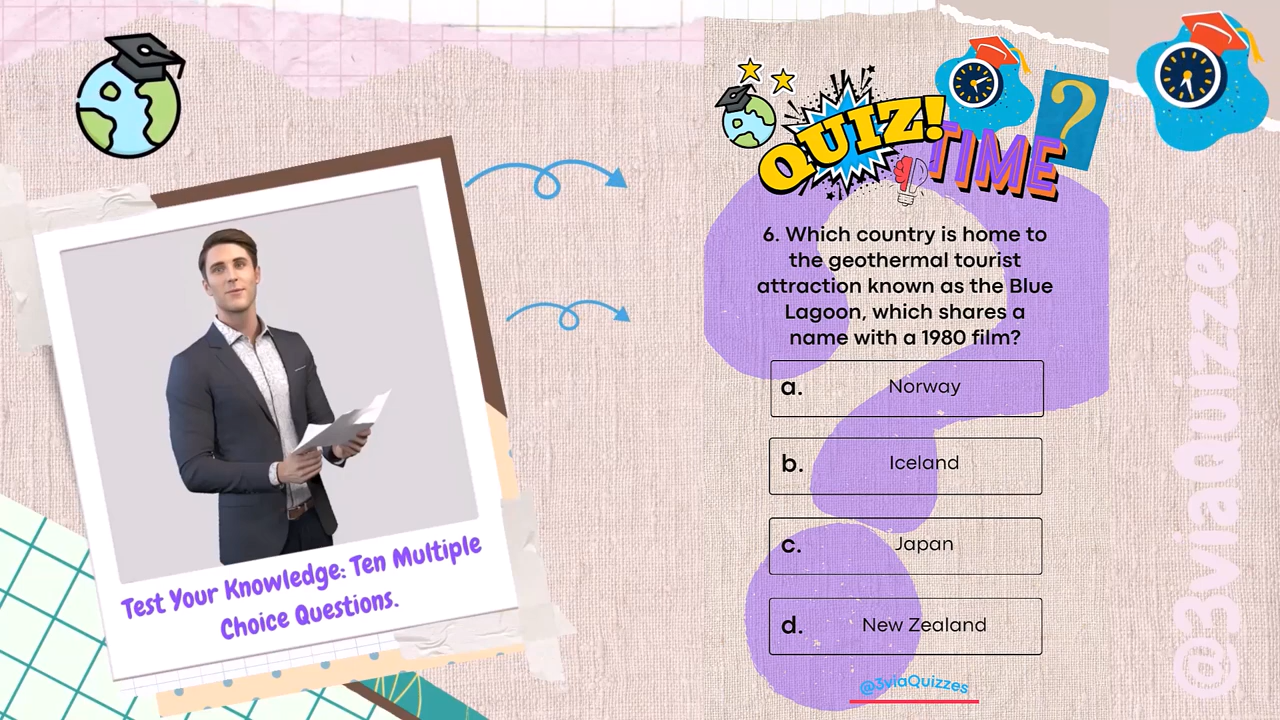 Test Your Knowledge: Ten Multiple
Choice Questions.
QUIZ!
TIME
?
6. Which country is home to
the geothermal tourist
attraction known as the Blue
Lagoon, which shares a
name with a 1980 film?
a. Norway
b. Iceland
c. Japan
d. New Zealand
@3viaQuizzes
@3viaQuizzes